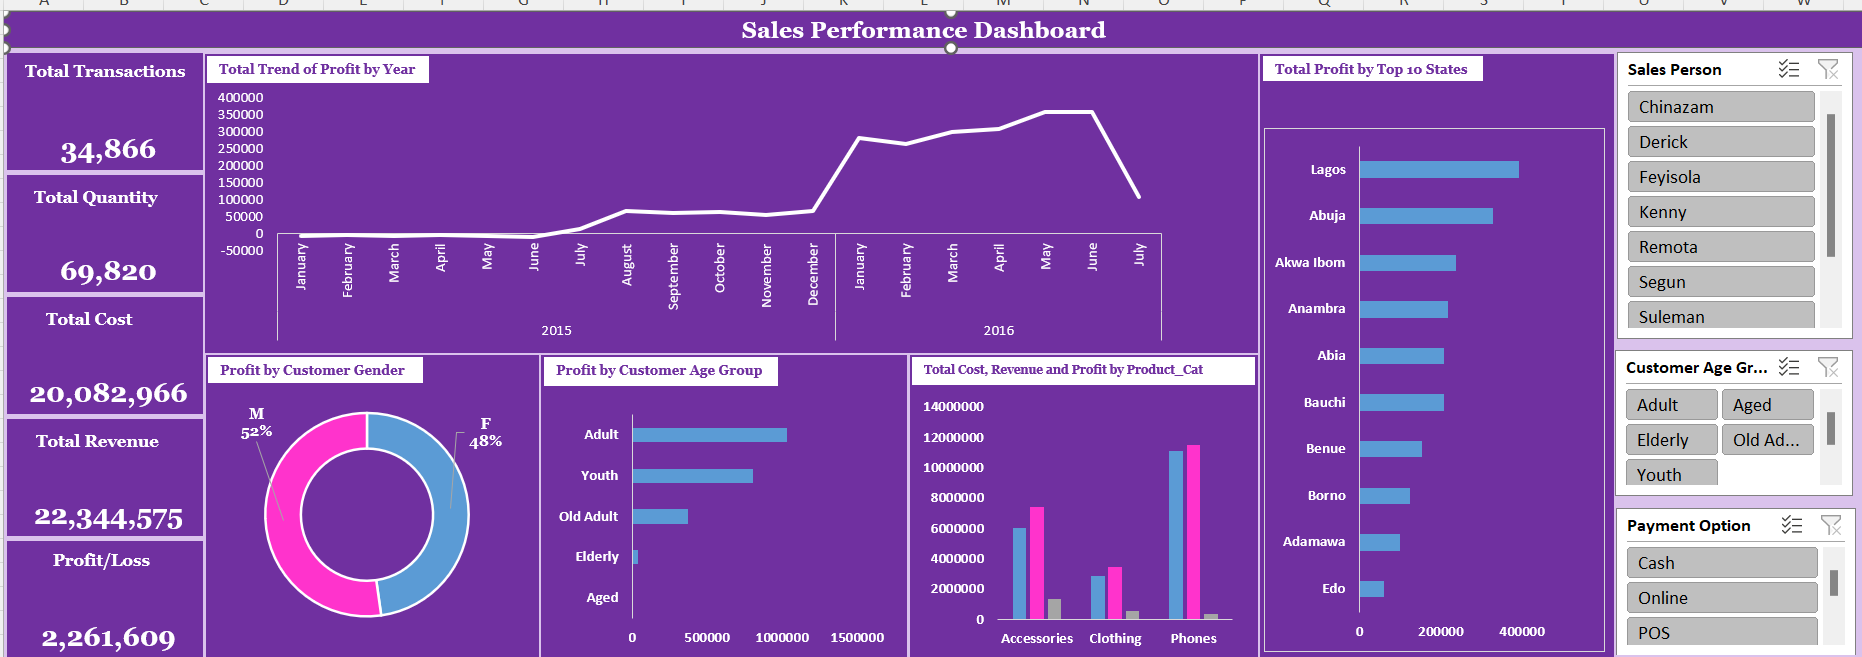 Sales Performance Dashboard
Total Transactions
34,866
Total Quantity
69,820
Total Cost
20,082,966
Total Revenue
22,344,575
Profit/Loss
2,261,609
Total Trend of Profit by Year
400000
350000
300000
250000
200000
150000
100000
50000
0
-50000
January
February
March
April
May
June
July
August
September
October
November
December
January
February
March
April
May
June
July
2015
2016
Profit by Customer Gender
M
52%
F
48%
Profit by Customer Age Group
Adult
Youth
Old Adult
Elderly
Aged
0 500000 1000000 1500000
Total Cost, Revenue and Profit by Product_Cat
14000000
12000000
10000000
8000000
6000000
4000000
2000000
0
Accessories Clothing Phones
Total Profit by Top 10 States
Lagos
Abuja
Akwa Ibom
Anambra
Abia
Bauchi
Benue
Borno
Adamawa
Edo
0 200000 400000
Sales Person
Chinazam
Derick
Feyisola
Kenny
Remota
Segun
Suleman
Customer Age Gr...
Adult Aged
Elderly Old Ad...
Youth
Payment Option
Cash
Online
POS